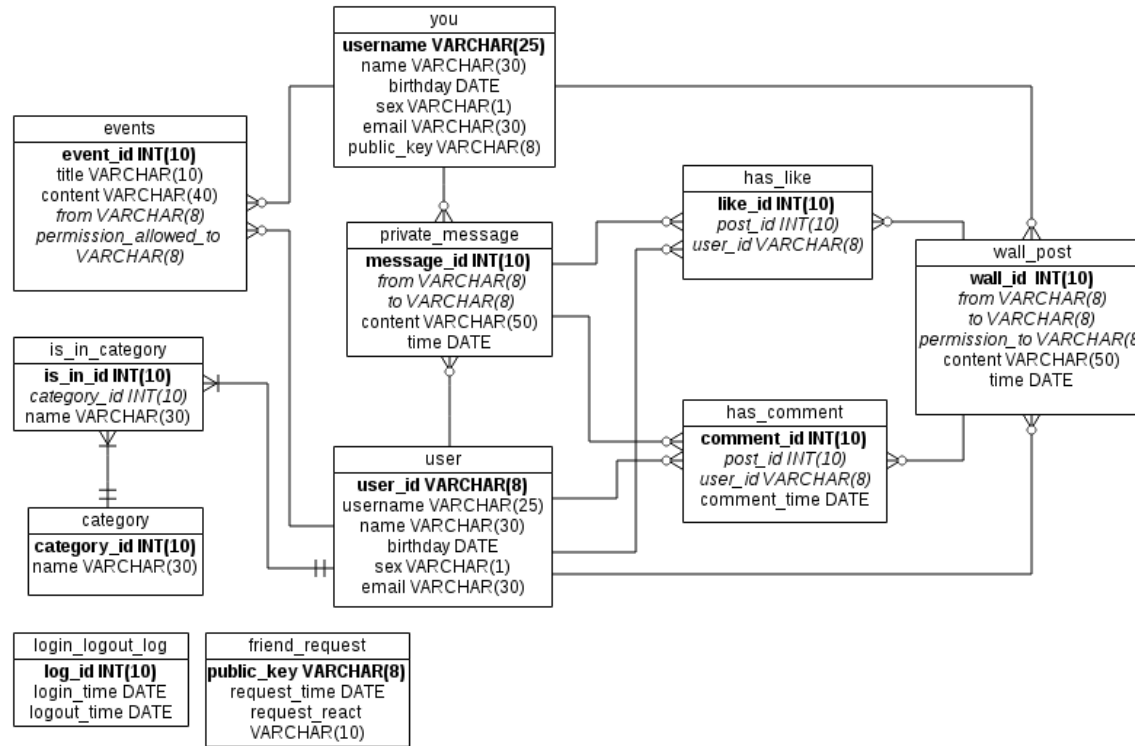 you
username VARCHAR(25)
name VARCHAR(30)
birthday DATE
sex VARCHAR(1)
email VARCHAR(30)
public_key VARCHAR(8)
events
event_id INT(10)
title VARCHAR(10)
content VARCHAR(40)
from VARCHAR(8)
permission_allowed_to
VARCHAR(8)
private_message
message_id INT(10)
from VARCHAR(8)
to VARCHAR(8)
content VARCHAR(50)
time DATE
has_like
like_id INT(10)
post_id INT(10)
user_id VARCHAR(8)
wall_post
wall_id INT(10)
from VARCHAR(8)
to VARCHAR(8)
permission_to VARCHAR(8
content VARCHAR(50)
time DATE
is_in_category
is_in_id INT(10)
category_id INT(10)
name VARCHAR(30)
has_comment
comment_id INT(10)
post_id INT(10)
user_id VARCHAR(8)
comment_time DATE
user
user_id VARCHAR(8)
username VARCHAR(25)
name VARCHAR(30)
birthday DATE
sex VARCHAR(1)
email VARCHAR(30)
category
category_id INT(10)
name VARCHAR(30)
login_logout_log
log_id INT(10)
login_time DATE
logout_time DATE
friend_request
public_key VARCHAR(8)
request_time DATE
request_react
VARCHAR(10)